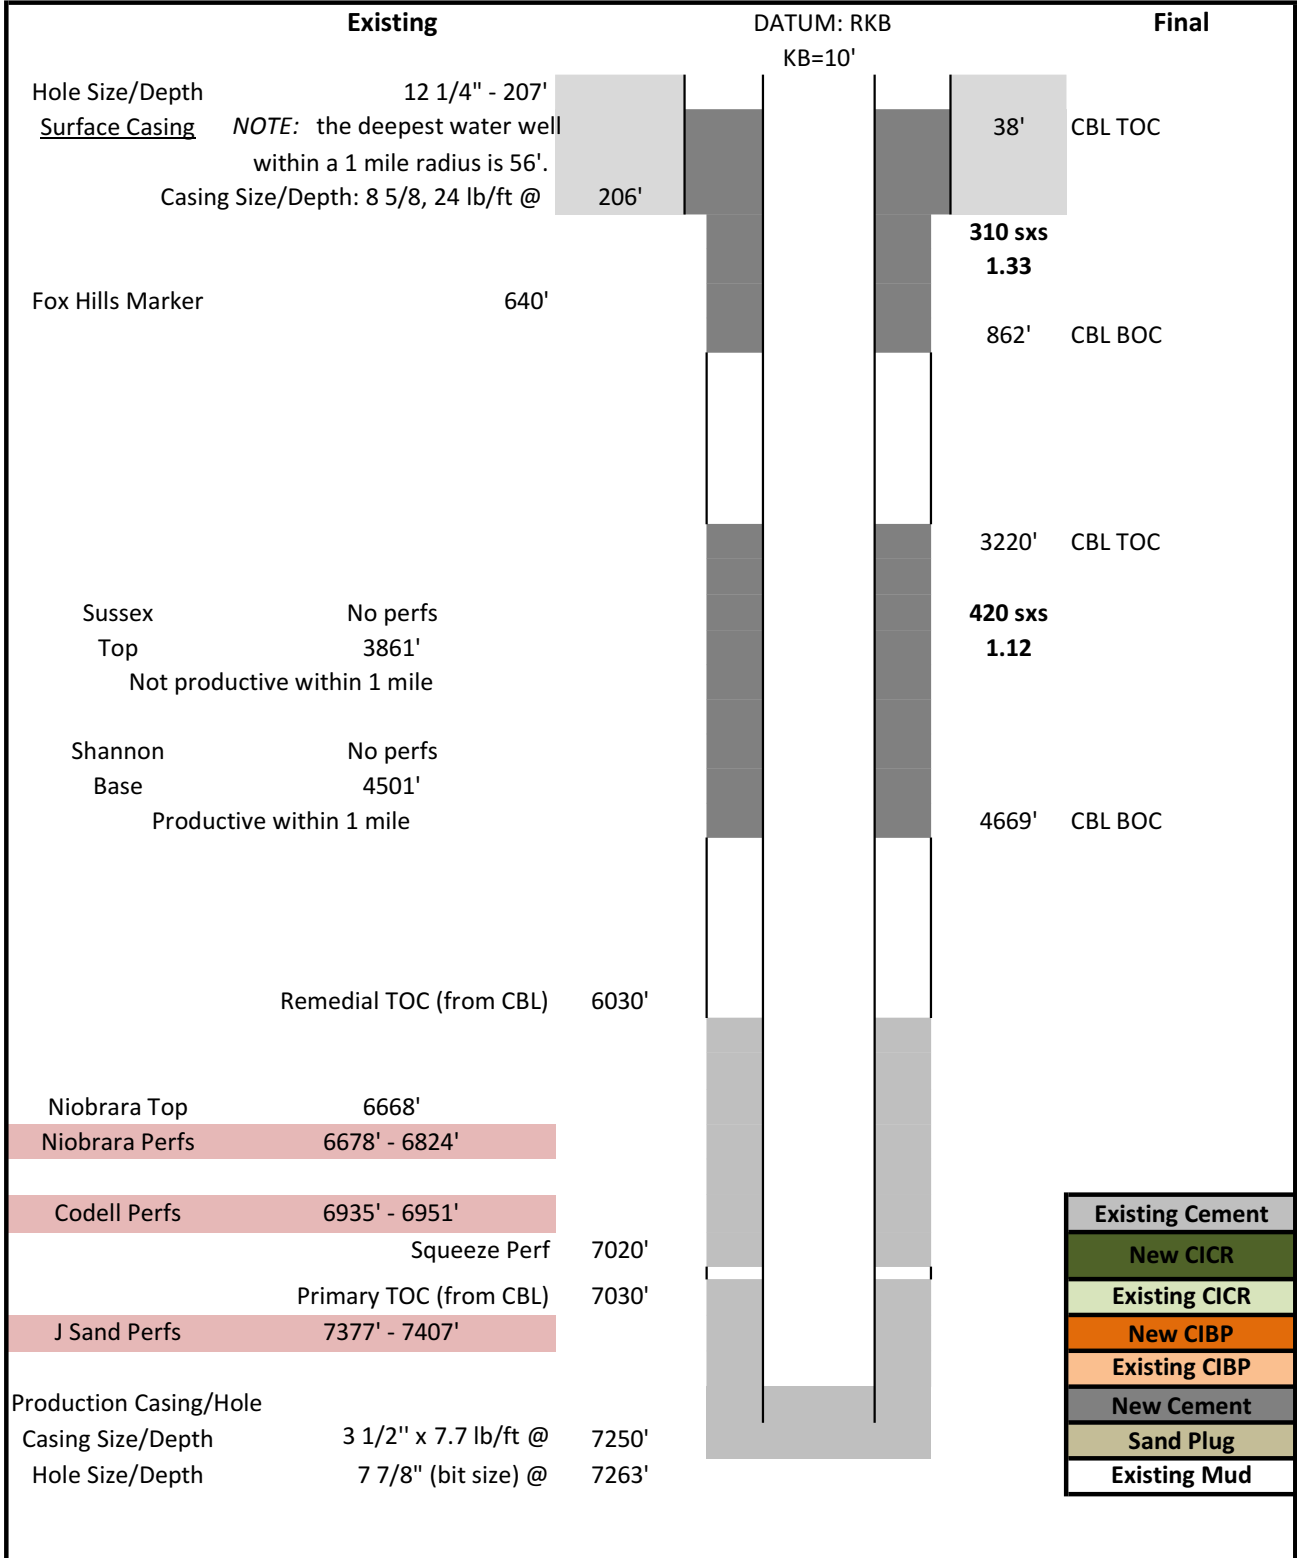 Existing DATUM: RKB Final
KB=10'
Hole Size/Depth 12 1/4" - 207'
Surface Casing NOTE: the deepest water well 38' CBL TOC
within a 1 mile radius is 56'.
Casing Size/Depth: 8 5/8, 24 lb/ft @ 206'
310 sxs
1.33
Fox Hills Marker 640'
862' CBL BOC
3220' CBL TOC
Sussex No perfs 420 sxs
Top 3861' 1.12
Not productive within 1 mile
Shannon No perfs
Base 4501'
Productive within 1 mile 4669' CBL BOC
Remedial TOC (from CBL) 6030'
Niobrara Top 6668'
Niobrara Perfs 6678' - 6824'
Codell Perfs 6935' - 6951' Existing Cement
Squeeze Perf 7020' New CICR
Primary TOC (from CBL) 7030' Existing CICR
J Sand Perfs 7377' - 7407' New CIBP
Existing CIBP
Production Casing/Hole New Cement
Casing Size/Depth 3 1/2'' x 7.7 lb/ft @ 7250' Sand Plug
Hole Size/Depth 7 7/8" (bit size) @ 7263' Existing Mud